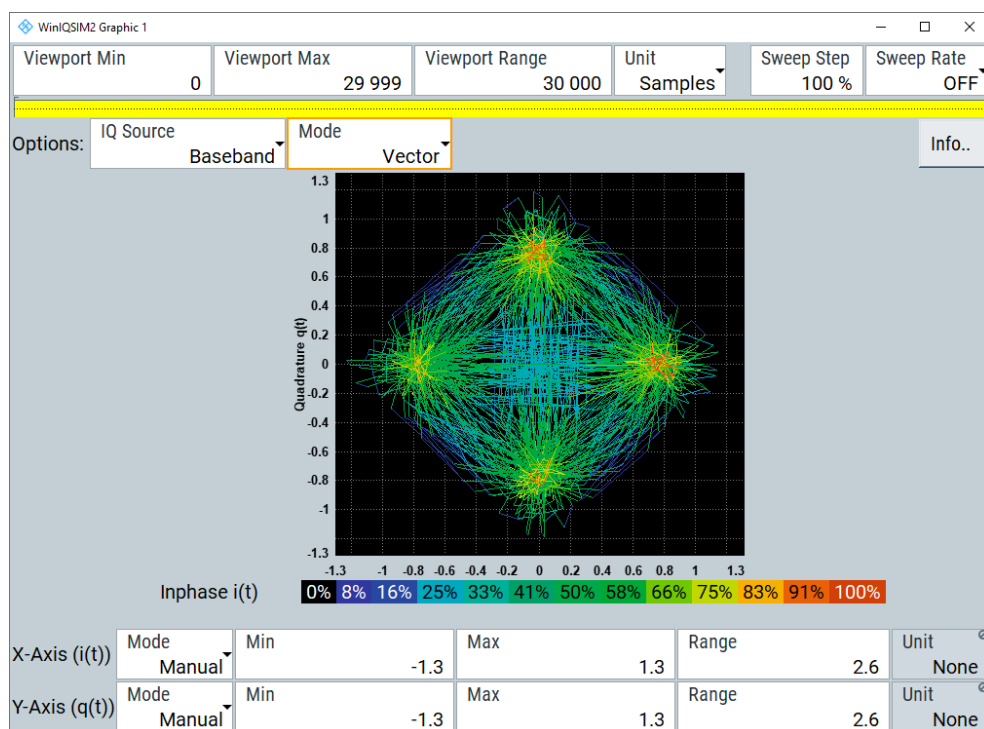 WinIQSIM2 Graphic 1
Viewport Min Viewport Max Viewport Range Unit Sweep Step Sweep Rate
0 29 999 30 000 Samples 100 % OFF
Options: IQ Source Mode Info..
Baseband Vector
1.3
1
0.8
0.6
0.4
0.2
0
-0.2
-0.4
-0.6
-0.8
-1
-1.3
Quadrature q(t)
-1.3 -1 -0.8 -0.6 -0.4 -0.2 0 0.2 0.4 0.6 0.8 1 1.3
Inphase i(t) 0% 8% 16% 25% 33% 41% 50% 58% 66% 75% 83% 91% 100%
X-Axis (i(t)) Mode Min Max Range Unit
Manual -1.3 1.3 2.6 None
Y-Axis (q(t)) Mode Min Max Range Unit
Manual -1.3 1.3 2.6 None